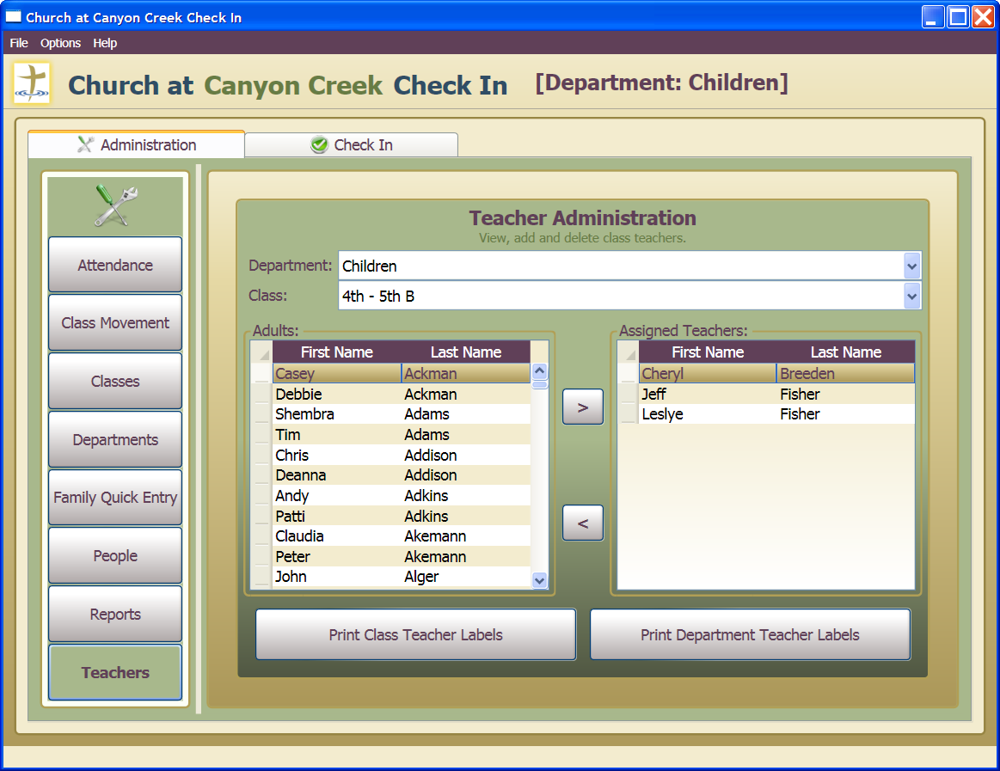 Church at Canyon Creek Check In
File Options Help
Church at Canyon Creek Check In [Department: Children]
Administration Check In
Attendance
Class Movement
Classes
Departments
Family Quick Entry
People
Reports
Teachers
Teacher Administration
View, add and delete class teachers.
Department: Children
Class: 4th - 5th B
Adults:
First Name Last Name
Casey Ackman
Debbie Ackman
Shembra Adams
Tim Adams
Chris Addison
Deanna Addison
Andy Adkins
Patti Adkins
Claudia Akemann
Peter Akemann
John Alger
>
<
Assigned Teachers:
First Name Last Name
Cheryl Breeden
Jeff Fisher
Leslye Fisher
Print Class Teacher Labels
Print Department Teacher Labels